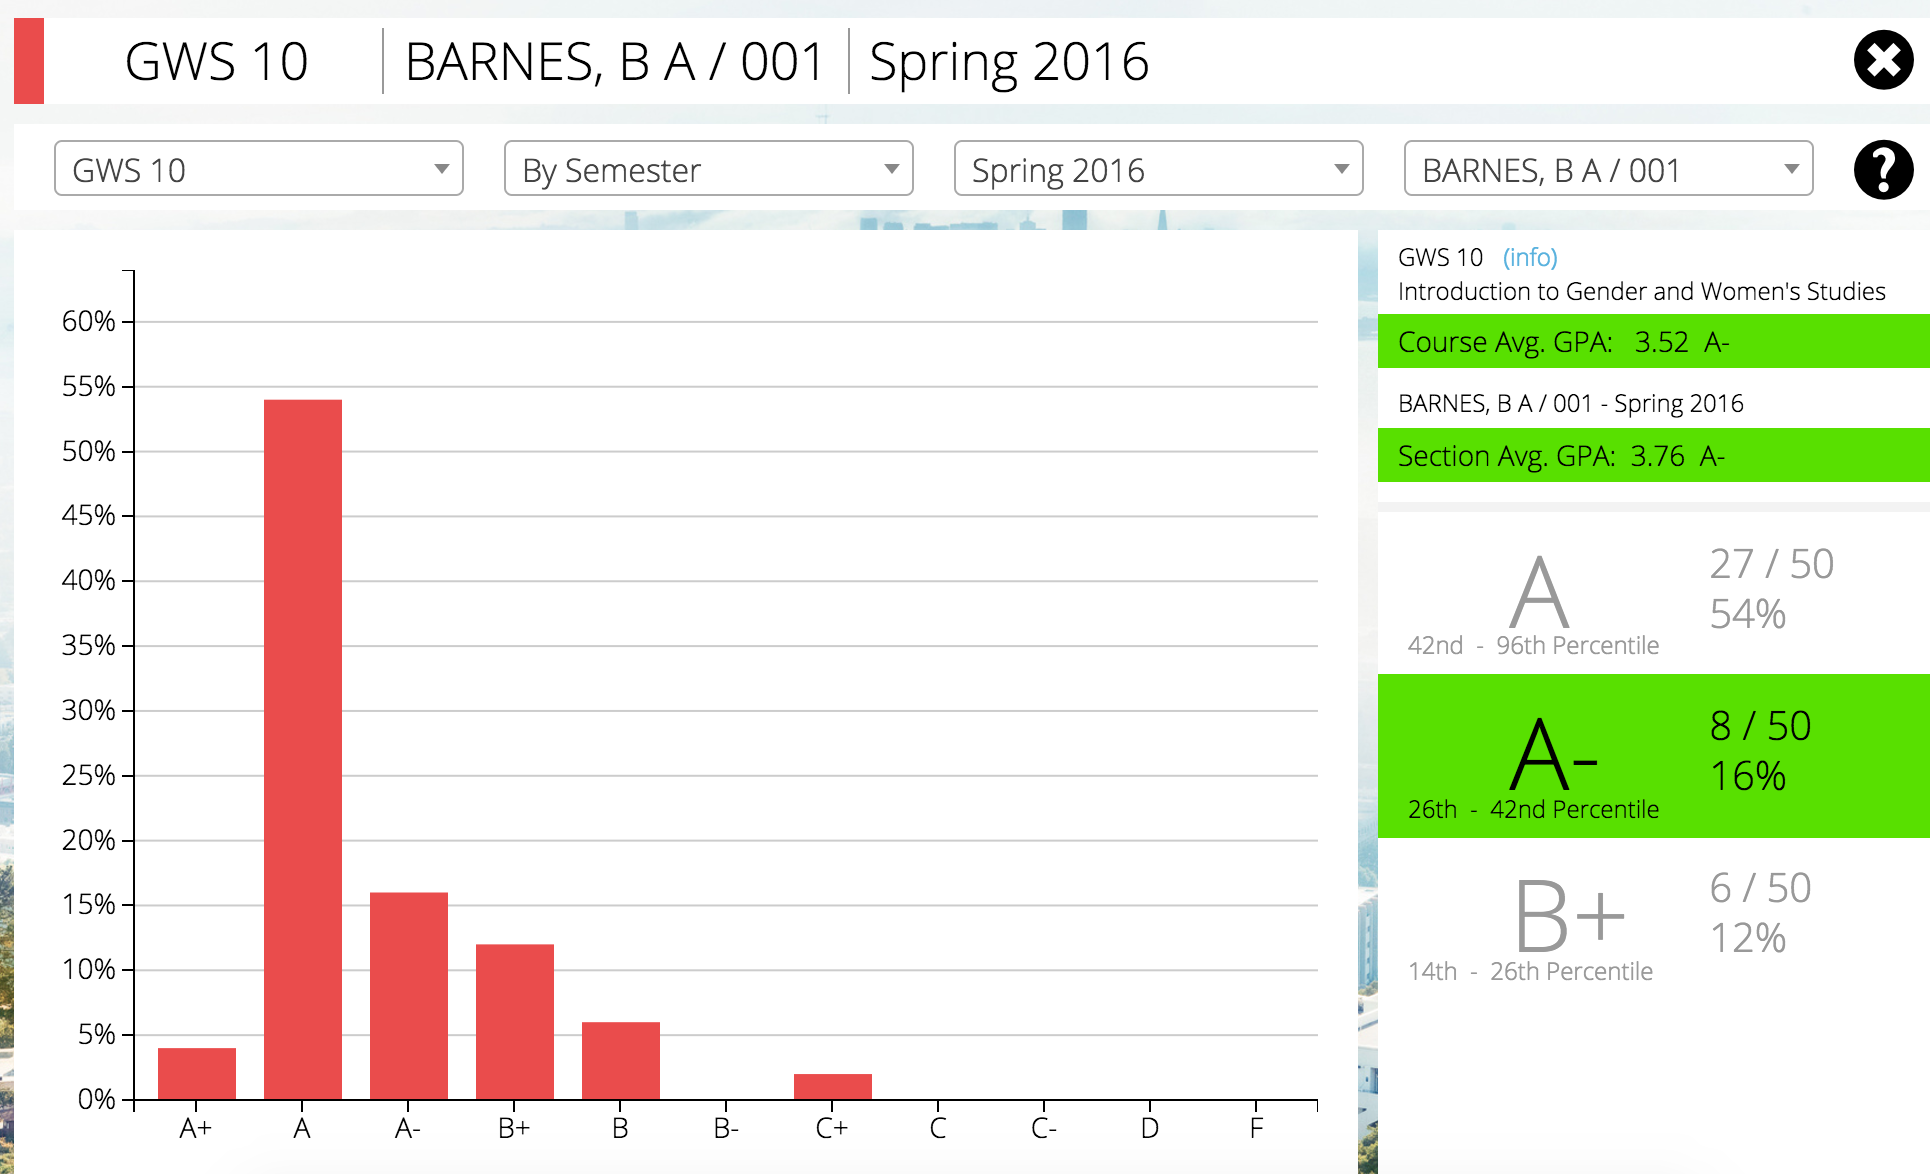 GWS 10 BARNES, B A / 001 Spring 2016
GWS 10 By Semester Spring 2016 BARNES, B A / 001 ?
60%
55%
50%
45%
40%
35%
30%
25%
20%
15%
10%
5%
0%
A+ A A- B+ B B- C+ C C- D F
GWS 10 (info)
Introduction to Gender and Women's Studies
Course Avg. GPA: 3.52 A-
BARNES, B A / 001 - Spring 2016
Section Avg. GPA: 3.76 A-
A
27 / 50
54%
42nd - 96th Percentile
A-
8 / 50
16%
26th - 42nd Percentile
B+
6 / 50
12%
14th - 26th Percentile